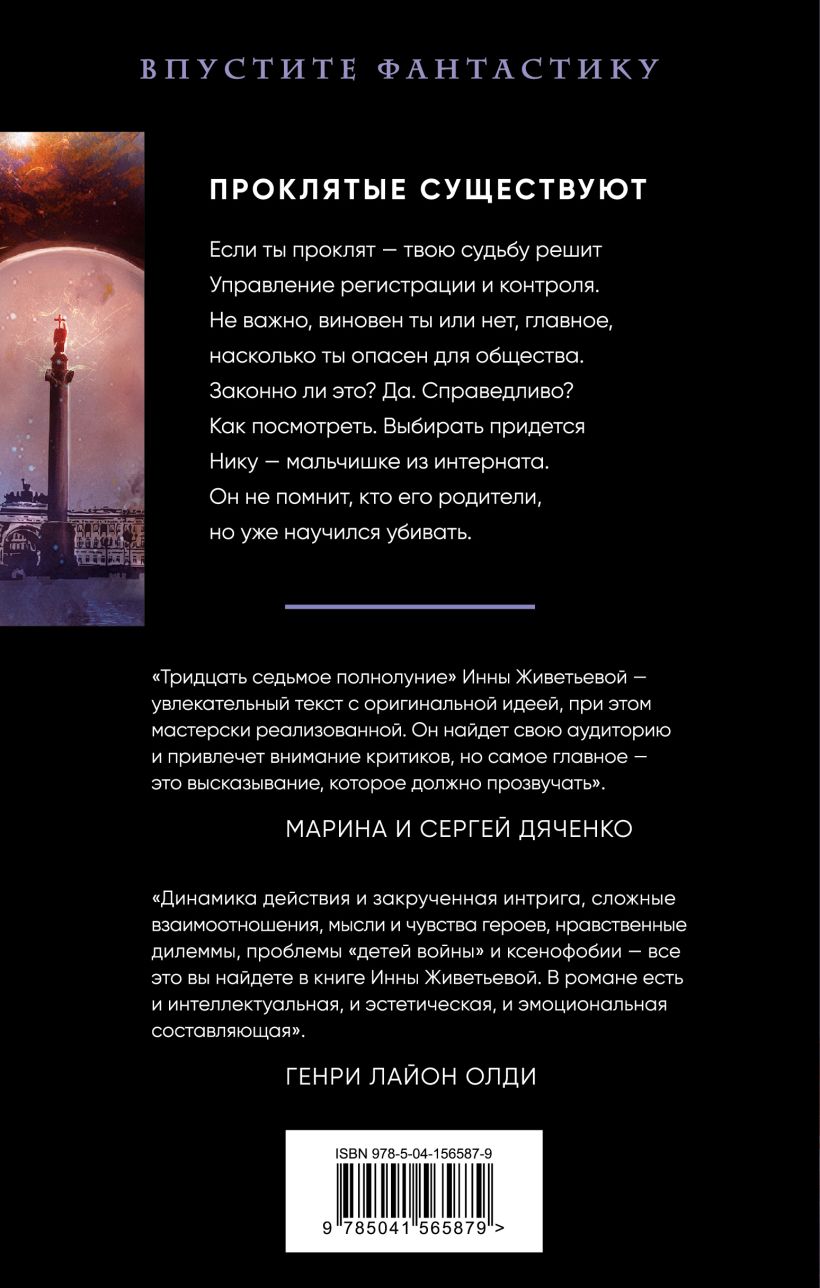 ВПУСТИТЕ ФАНТАСТИКУ
ПРОКЛЯТЫЕ СУЩЕСТВУЮТ
Если ты проклят — твою судьбу решит
Управление регистрации и контроля.
Не важно, виновен ты или нет, главное,
насколько ты опасен для общества.
Законно ли это? Да. Справедливо?
Как посмотреть. Выбирать придется
Нику — мальчишке из интерната.
Он не помнит, кто его родители,
но уже научился убивать.
«Тридцать седьмое полнолуние» Инны Живетьевой —
увлекательный текст с оригинальной идеей, при этом
мастерски реализованной. Он найдет свою аудиторию
и привлечет внимание критиков, но самое главное —
это высказывание, которое должно прозвучать».
МАРИНА И СЕРГЕЙ ДЯЧЕНКО
«Динамика действия и закрученная интрига, сложные
взаимоотношения, мысли и чувства героев, нравственные
дилеммы, проблемы «детей войны» и ксенофобии — все
это вы найдете в книге Инны Живетьевой. В романе есть
и интеллектуальная, и эстетическая, и эмоциональная
составляющая».
ГЕНРИ ЛАЙОН ОЛДИ
ISBN 978-5-04-156587-9
9 785041 565879 >